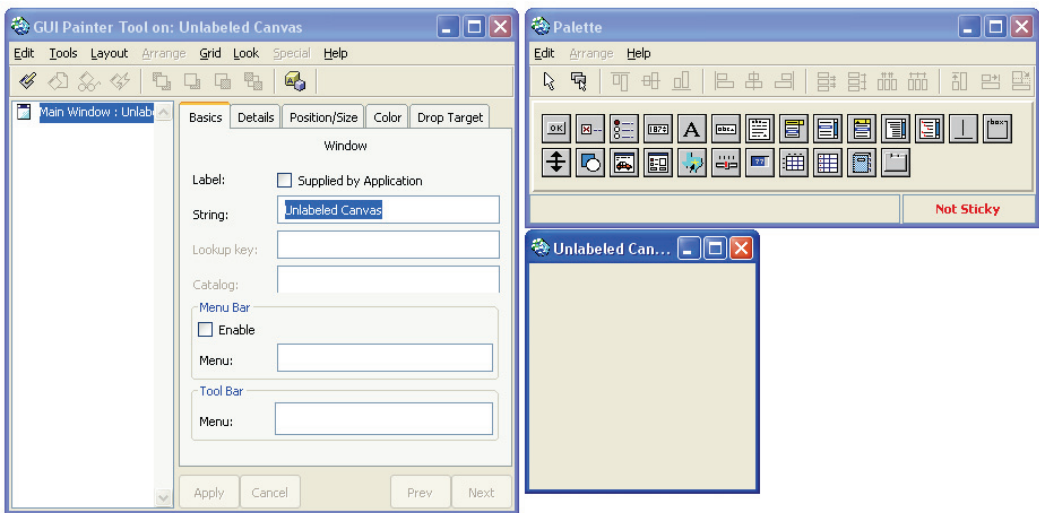 GUI Painter Tool on: Unlabeled Canvas
Edit Tools Layout Arrange Grid Look Special Help
Main Window : Unlab
Basics Details Position/Size Color Drop Target
Window
Label: Supplied by Application
String: Unlabeled Canvas
Lookup key:
Catalog:
Menu Bar
Enable
Menu:
Tool Bar
Menu:
Apply Cancel Prev Next
Palette
Edit Arrange Help
OK A abc rbox
??
Not Sticky
Unlabeled Can...